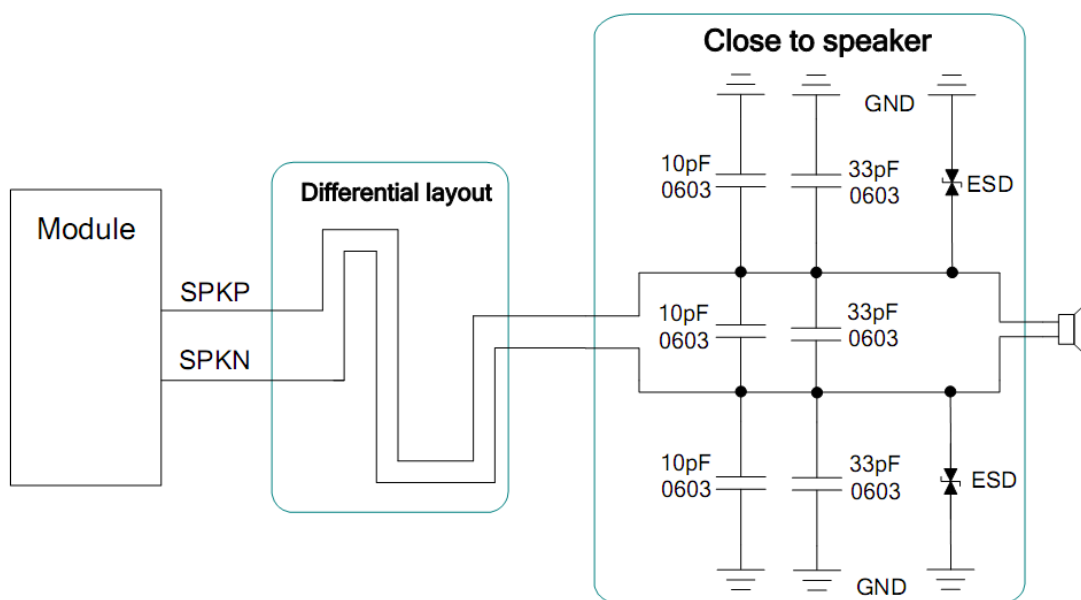 Close to speaker
GND
10pF
0603
33pF
0603
ESD
Differential layout
Module
SPKP
SPKN
10pF
0603
33pF
0603
10pF
0603
33pF
0603
ESD
GND